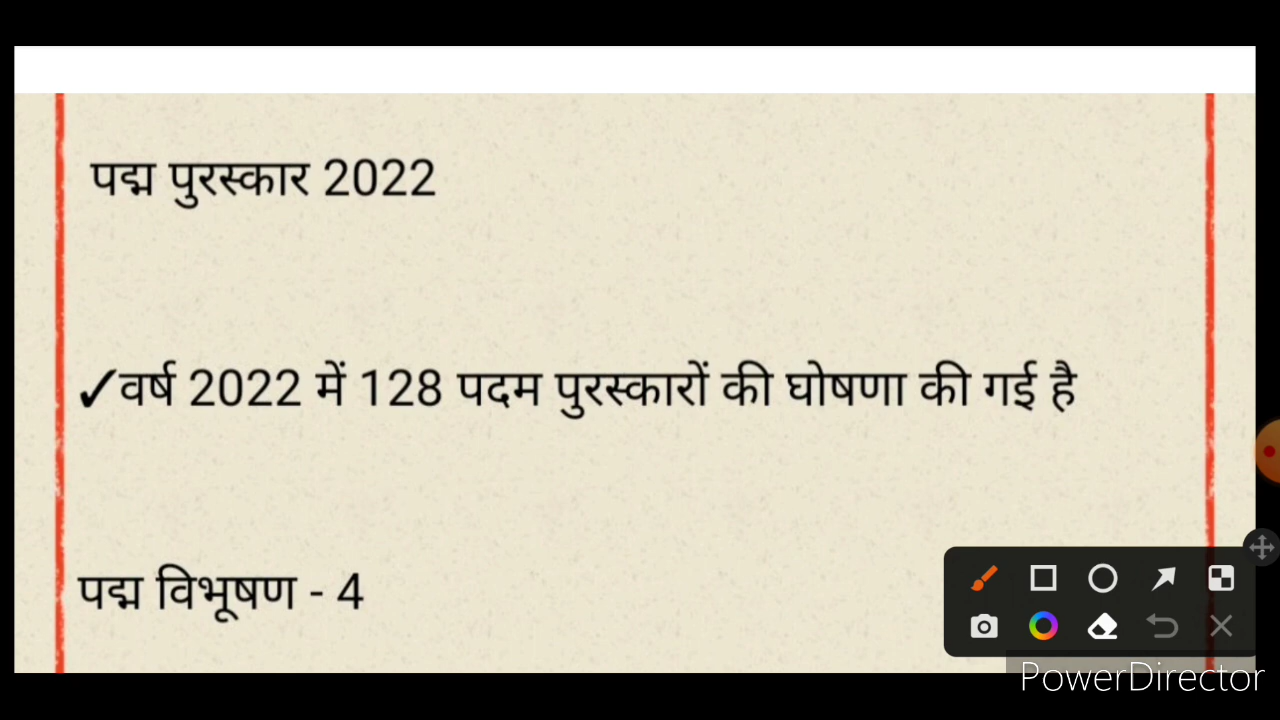 पद्म पुरस्कार 2022
✓वर्ष 2022 में 128 पदम पुरस्कारों की घोषणा की गई है
पद्म विभूषण - 4
PowerDirector